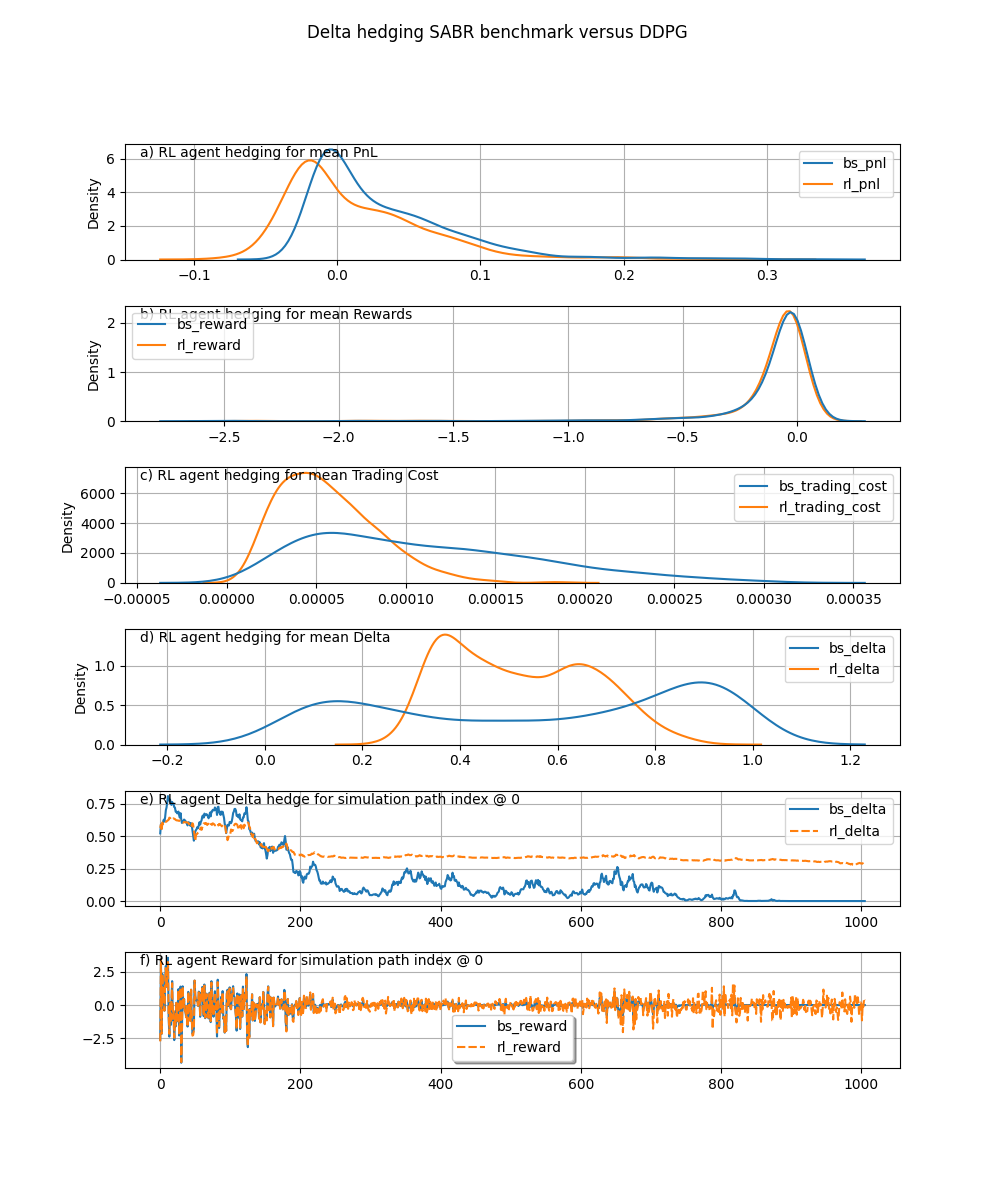 Delta hedging SABR benchmark versus DDPG
a) RL agent hedging for mean PnL
bs_pnl
rl_pnl
Density
6
4
2
0
−0.1 0.0 0.1 0.2 0.3
b) RL agent hedging for mean Rewards
bs_reward
rl_reward
Density
2
1
0
−2.5 −2.0 −1.5 −1.0 −0.5 0.0
c) RL agent hedging for mean Trading Cost
bs_trading_cost
rl_trading_cost
Density
6000
4000
2000
0
−0.00005 0.00000 0.00005 0.00010 0.00015 0.00020 0.00025 0.00030 0.00035
d) RL agent hedging for mean Delta
bs_delta
rl_delta
Density
1.0
0.5
0.0
−0.2 0.0 0.2 0.4 0.6 0.8 1.0 1.2
e) RL agent Delta hedge for simulation path index @ 0
bs_delta
rl_delta
0.75
0.50
0.25
0.00
0 200 400 600 800 1000
f) RL agent Reward for simulation path index @ 0
2.5
0.0
−2.5
bs_reward
rl_reward
0 200 400 600 800 1000